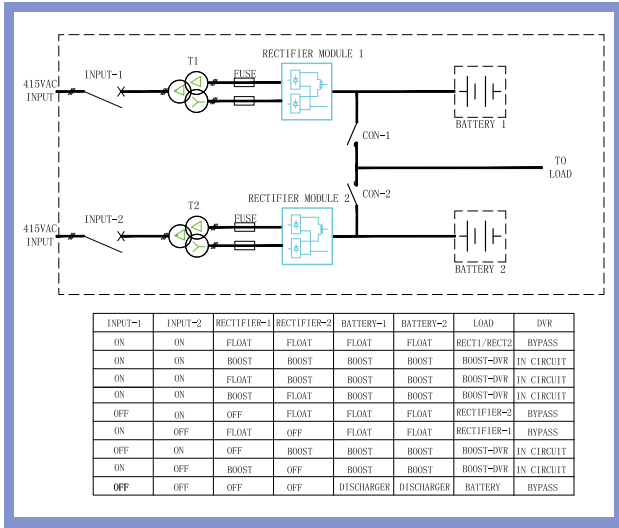 RECTIFIER MODULE 1
T1
415VAC INPUT-1 FUSE
INPUT
BATTERY 1
CON-1
TO
LOAD
CON-2
RECTIFIER MODULE 2
T2
415VAC INPUT-2 FUSE
INPUT
BATTERY 2
INPUT-1 INPUT-2 RECTIFIER-1 RECTIFIER-2 BATTERY-1 BATTERY-2 LOAD DVR
ON ON FLOAT FLOAT FLOAT FLOAT RECT1/RECT2 BYPASS
ON ON BOOST BOOST BOOST BOOST BOOST-DVR IN CIRCUIT
ON ON FLOAT BOOST BOOST BOOST BOOST-DVR IN CIRCUIT
ON ON BOOST FLOAT BOOST BOOST BOOST-DVR IN CIRCUIT
OFF ON OFF FLOAT FLOAT FLOAT RECTIFIER-2 BYPASS
ON OFF FLOAT OFF FLOAT FLOAT RECTIFIER-1 BYPASS
OFF ON OFF BOOST BOOST BOOST BOOST-DVR IN CIRCUIT
ON OFF BOOST OFF BOOST BOOST BOOST-DVR IN CIRCUIT
OFF OFF OFF OFF DISCHARGER DISCHARGER BATTERY BYPASS